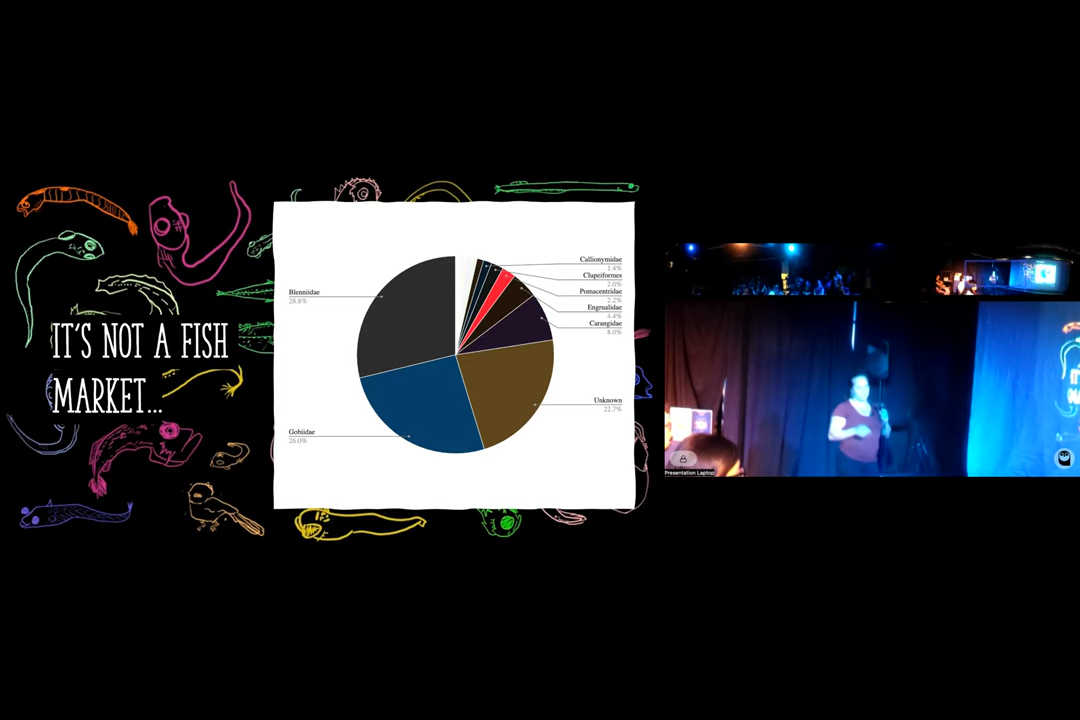 IT'S NOT A FISH
MARKET...
Blenniidae
28.8%
Gobiidae
26.0%
Callionymidae
1.4%
Clupeiformes
2.0%
Pomacentridae
2.2%
Engrualidae
4.4%
Carangidae
8.0%
Unknown
22.7%
Presentation Laptop